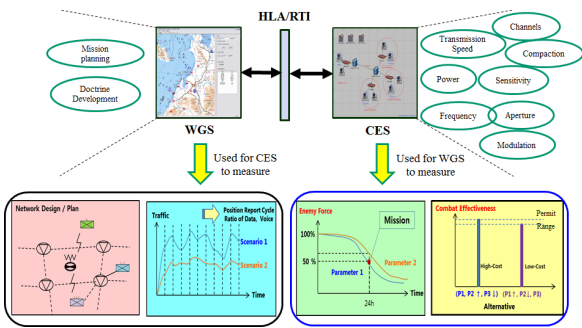 HLA/RTI
Mission
planning
Doctrine
Development
WGS
CES
Channels
Transmission
Speed
Compaction
Power
Sensitivity
Frequency
Aperture
Modulation
Used for CES
to measure
Used for WGS
to measure
Network Design / Plan
Traffic
Position Report Cycle
Ratio of Data, Voice
Scenario 1
Scenario 2
Time
Enemy Force
Mission
100%
50 %
Parameter 2
Parameter 1
Time
24h
Combat Effectiveness
Permit
Range
High-Cost
Low-Cost
(P1, P2 ↑, P3 ↓)
(P1 ↑, P2↓, P3)
Alternative